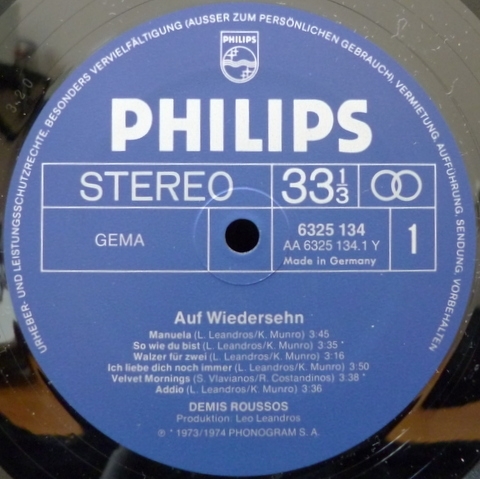 URHEBER- UND LEISTUNGSSCHUTZRECHTE, BESONDERS VERVIELFÄLTIGUNG (AUSSER ZUM PERSÖNLICHEN GEBRAUCH), VERMIETUNG, AUFFÜHRUNG, SENDUNG, VORBEHALTEN
PHILIPS
PHILIPS
STEREO 33 1/3
GEMA
6325 134
AA 6325 134.1 Y
Made in Germany
1
Auf Wiedersehn
Manuela (L. Leandros/K. Munro) 3:45
So wie du bist (L. Leandros/K. Munro) 3:35 *
Walzer für zwei (L. Leandros/K. Munro) 3:16
Ich liebe dich noch immer (L. Leandros/K. Munro) 3:50
Velvet Mornings (S. Vlavianos/R. Costandinos) 3:38 *
Addio (L. Leandros/K. Munro) 3:36
DEMIS ROUSSOS
Produktion: Leo Leandros
℗ * 1973/1974 PHONOGRAM S. A.